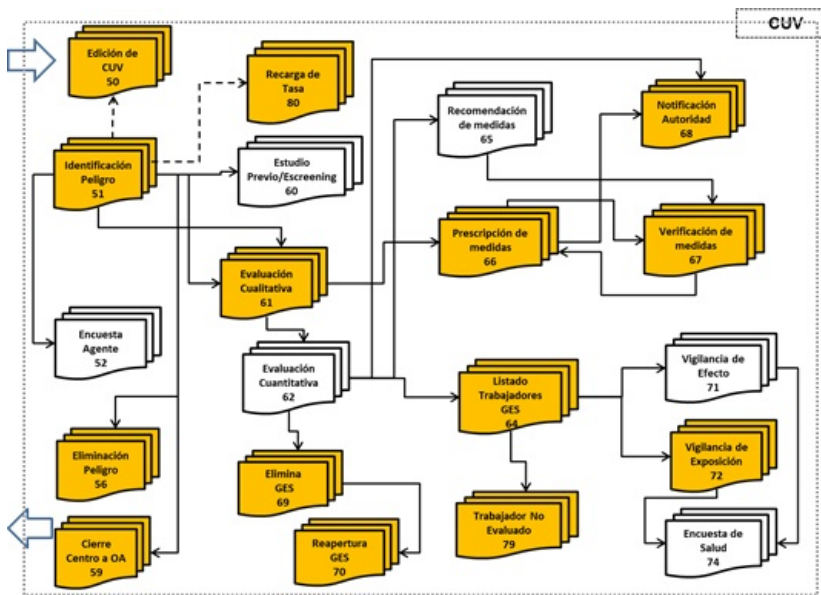 CUV
Edición de
CUV
50
Recarga de
Tasa
80
Recomendación
de medidas
65
Notificación
Autoridad
68
Identificación
Peligro
51
Estudio
Previo/Escreening
60
Prescripción de
medidas
66
Verificación de
medidas
67
Evaluación
Cualitativa
61
Encuesta
Agente
52
Evaluación
Cuantitativa
62
Listado
Trabajadores
GES
64
Vigilancia de
Efecto
71
Eliminación
Peligro
56
Elimina
GES
69
Vigilancia de
Exposición
72
Cierre
Centro a OA
59
Reapertura
GES
70
Trabajador No
Evaluado
79
Encuesta de
Salud
74